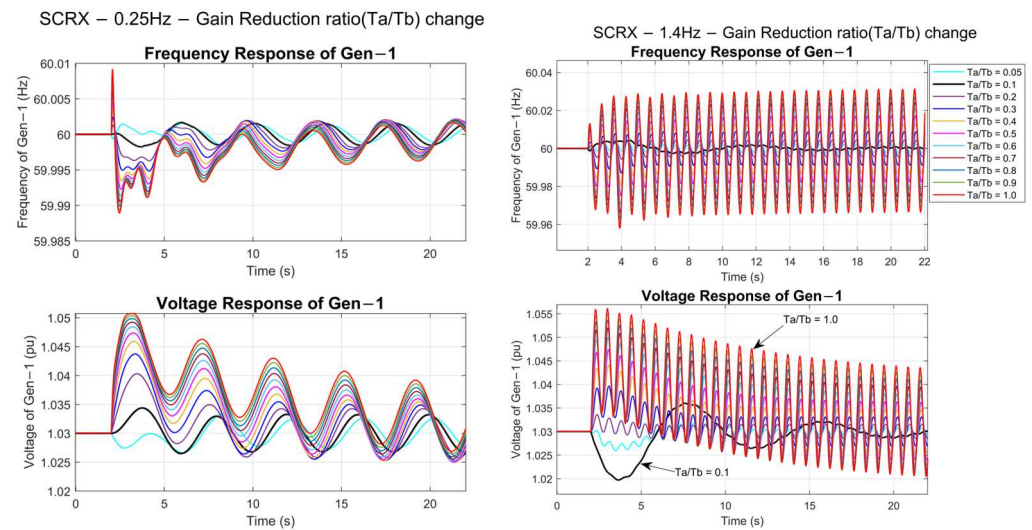 SCRX – 0.25Hz – Gain Reduction ratio(Ta/Tb) change
Frequency Response of Gen–1
Frequency of Gen–1 (Hz)
60.01
60.005
60
59.995
59.99
59.985
0 5 10 15 20
Time (s)
Voltage Response of Gen–1
Voltage of Gen–1 (pu)
1.05
1.045
1.04
1.035
1.03
1.025
1.02
0 5 10 15 20
Time (s)
SCRX – 1.4Hz – Gain Reduction ratio(Ta/Tb) change
Frequency Response of Gen–1
Frequency of Gen–1 (Hz)
60.04
60.02
60
59.98
59.96
2 4 6 8 10 12 14 16 18 20 22
Time (s)
Ta/Tb = 0.05
Ta/Tb = 0.1
Ta/Tb = 0.2
Ta/Tb = 0.3
Ta/Tb = 0.4
Ta/Tb = 0.5
Ta/Tb = 0.6
Ta/Tb = 0.7
Ta/Tb = 0.8
Ta/Tb = 0.9
Ta/Tb = 1.0
Voltage Response of Gen–1
Voltage of Gen–1 (pu)
1.055
1.05
1.045
1.04
1.035
1.03
1.025
1.02
Ta/Tb = 1.0
Ta/Tb = 0.1
0 5 10 15 20
Time (s)